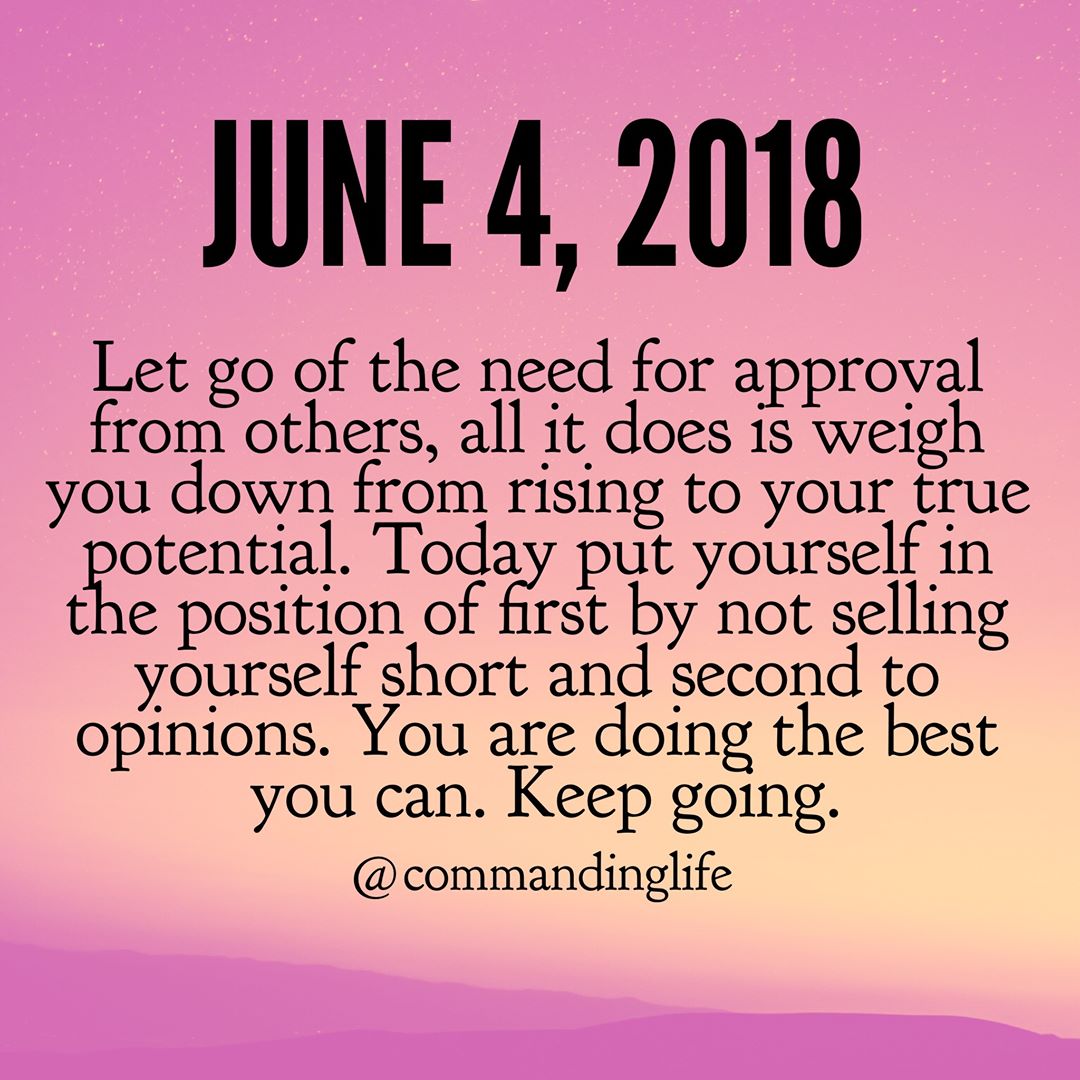 JUNE 4, 2018
Let go of the need for approval
from others, all it does is weigh
you down from rising to your true
potential. Today put yourself in
the position of first by not selling
yourself short and second to
opinions. You are doing the best
you can. Keep going.
@commandinglife